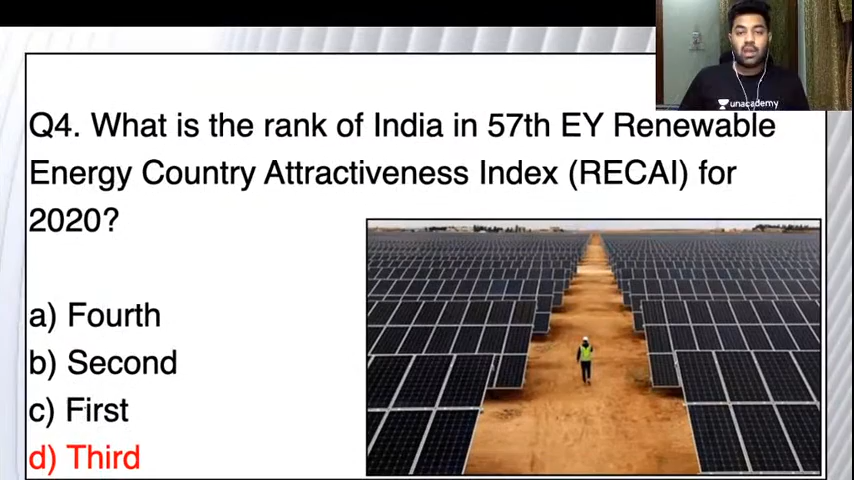 unacademy
Q4. What is the rank of India in 57th EY Renewable
Energy Country Attractiveness Index (RECAI) for
2020?
a) Fourth
b) Second
c) First
d) Third